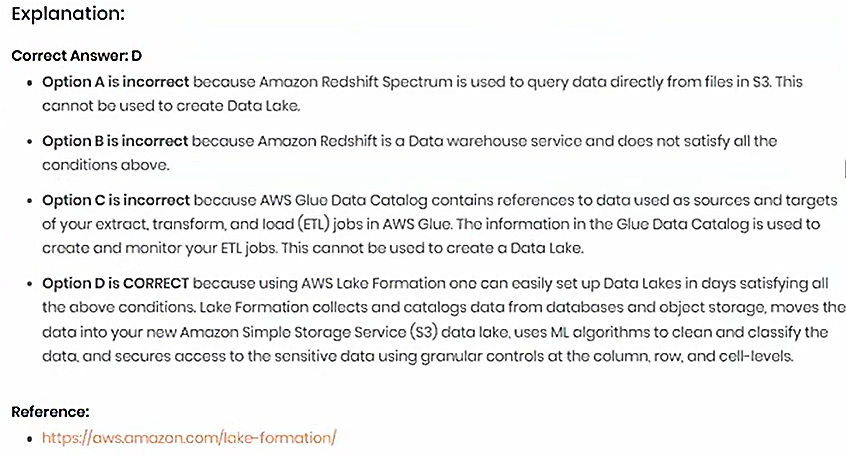 Explanation:
Correct Answer: D
• Option A is incorrect because Amazon Redshift Spectrum is used to query data directly from files in S3. This
cannot be used to create Data Lake.
• Option B is incorrect because Amazon Redshift is a Data warehouse service and does not satisfy all the
conditions above.
• Option C is incorrect because AWS Glue Data Catalog contains references to data used as sources and targets
of your extract, transform, and load (ETL) jobs in AWS Glue. The information in the Glue Data Catalog is used to
create and monitor your ETL jobs. This cannot be used to create a Data Lake.
• Option D is CORRECT because using AWS Lake Formation one can easily set up Data Lakes in days satisfying all
the above conditions. Lake Formation collects and catalogs data from databases and object storage, moves the
data into your new Amazon Simple Storage Service (S3) data lake, uses ML algorithms to clean and classify the
data, and secures access to the sensitive data using granular controls at the column, row, and cell-levels.
Reference:
• https://aws.amazon.com/lake-formation/